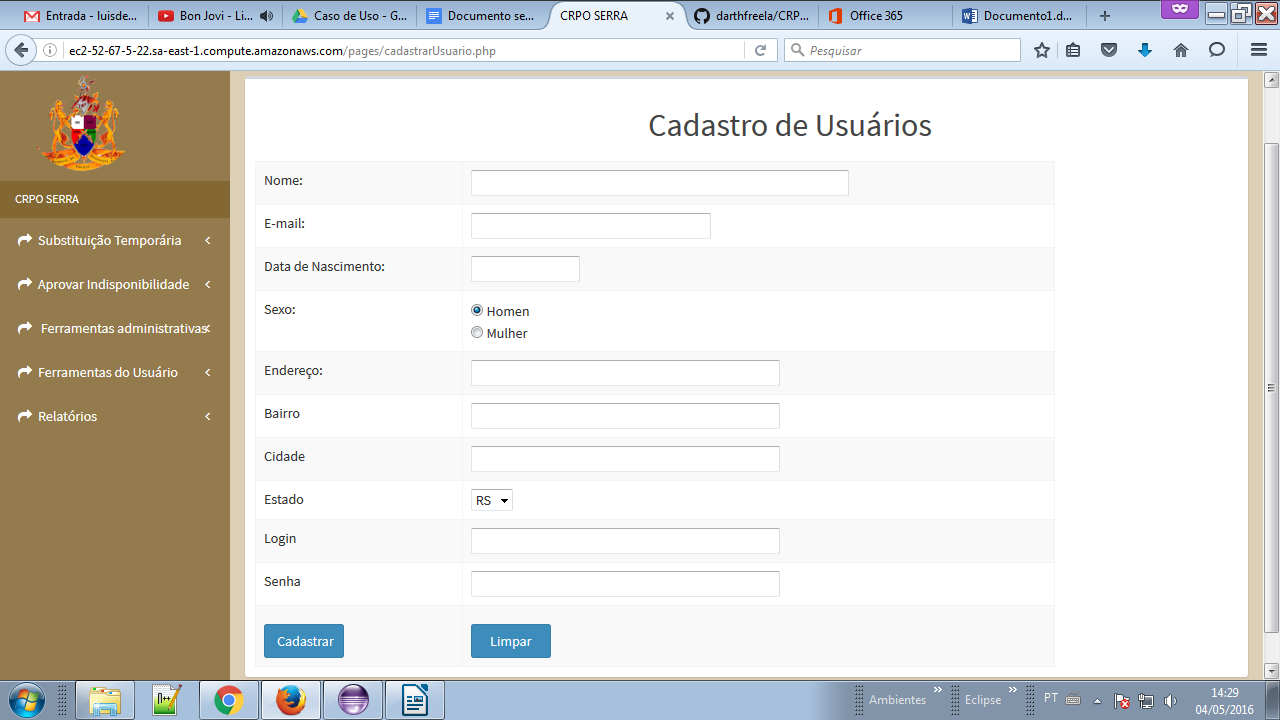 Entrada - luisde...
Bon Jovi - Li...
Caso de Uso - G...
Documento se...
CRPO SERRA
darthfreela/CRP...
Office 365
Documento1.d...
ec2-52-67-5-22.sa-east-1.compute.amazonaws.com/pages/cadastrarUsuario.php
Pesquisar
CRPO SERRA
Substituição Temporária
Aprovar Indisponibilidade
Ferramentas administrativas
Ferramentas do Usuário
Relatórios
Cadastro de Usuários
Nome:
E-mail:
Data de Nascimento:
Sexo:
Homen
Mulher
Endereço:
Bairro
Cidade
Estado
RS
Login
Senha
Cadastrar
Limpar
Ambientes
Eclipse
PT
14:29
04/05/2016